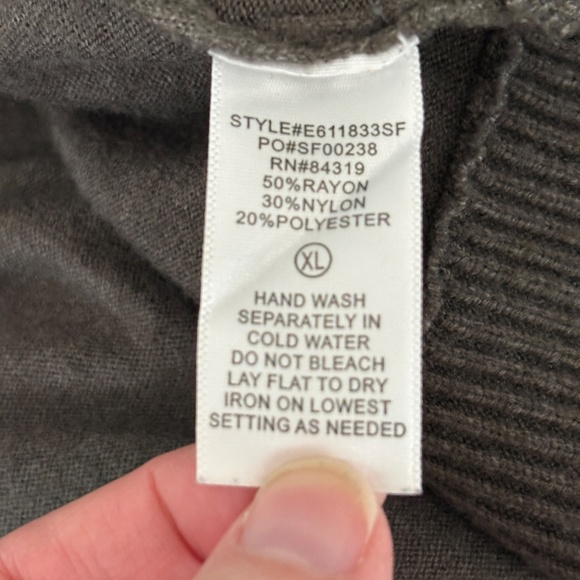 STYLE#E611833SF
PO#SF00238
RN#84319
50%RAYON
30%NYLON
20%POLYESTER
XL
HAND WASH
SEPARATELY IN
COLD WATER
DO NOT BLEACH
LAY FLAT TO DRY
IRON ON LOWEST
SETTING AS NEEDED